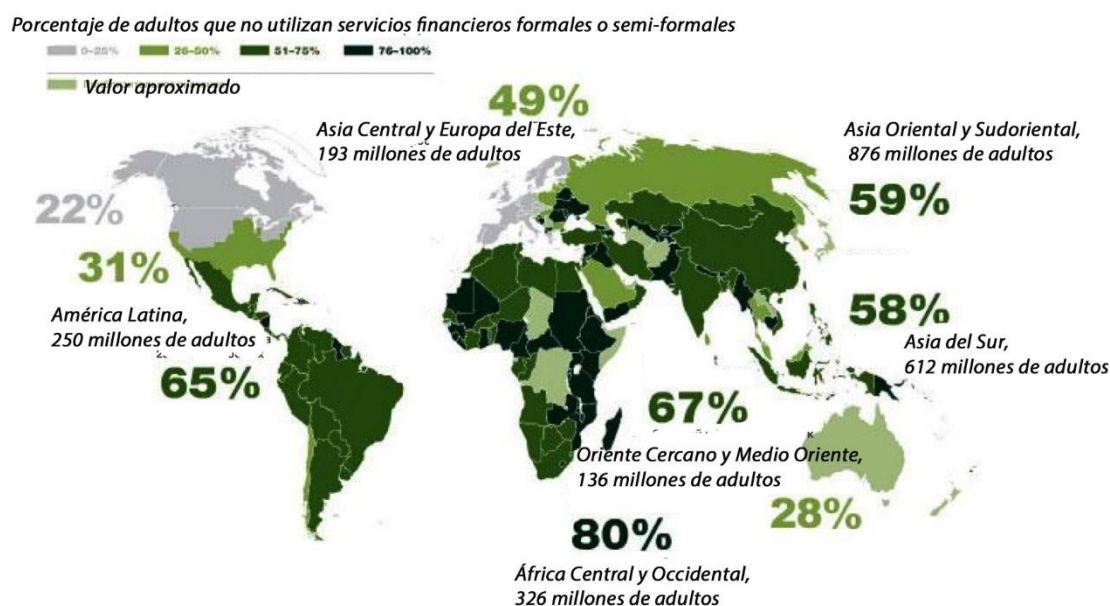 Porcentaje de adultos que no utilizan servicios financieros formales o semi-formales
0-25%
26-50%
51-75%
76-100%
Valor aproximado
49%
Asia Central y Europa del Este,
193 millones de adultos
Asia Oriental y Sudoriental,
876 millones de adultos
59%
22%
31%
América Latina,
250 millones de adultos
65%
58%
Asia del Sur,
612 millones de adultos
67%
Oriente Cercano y Medio Oriente,
136 millones de adultos
28%
80%
África Central y Occidental,
326 millones de adultos